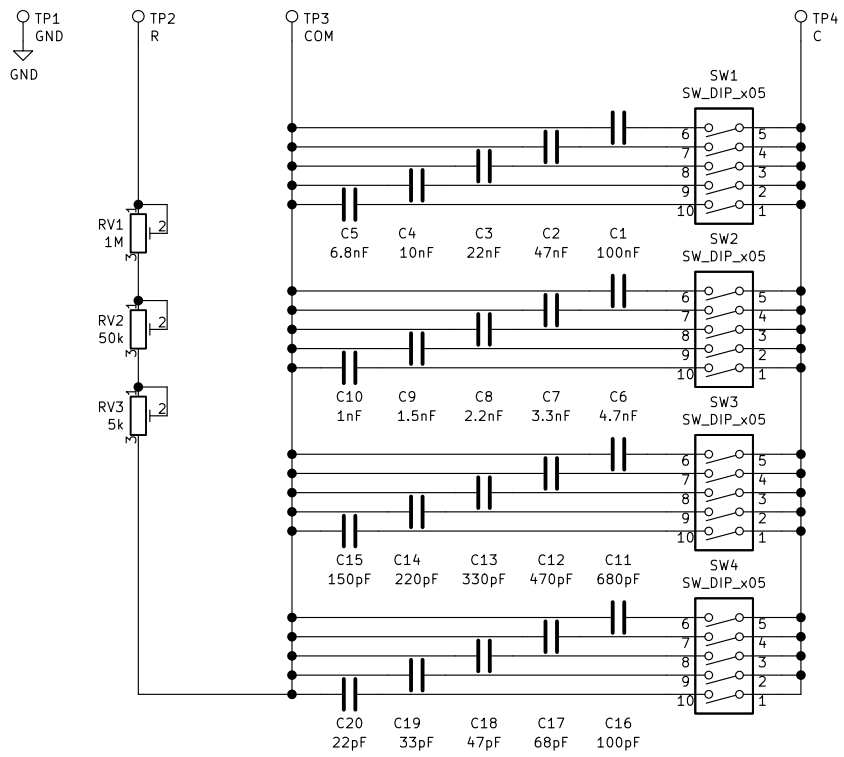 TP1
GND
GND
TP2
R
TP3
COM
TP4
C
RV1
1M
1
2
3
RV2
50k
1
2
3
RV3
5k
1
2
3
SW1
SW_DIP_x05
6 5
7 4
8 3
9 2
10 1
C5 C4 C3 C2 C1
6.8nF 10nF 22nF 47nF 100nF
SW2
SW_DIP_x05
6 5
7 4
8 3
9 2
10 1
C10 C9 C8 C7 C6
1nF 1.5nF 2.2nF 3.3nF 4.7nF
SW3
SW_DIP_x05
6 5
7 4
8 3
9 2
10 1
C15 C14 C13 C12 C11
150pF 220pF 330pF 470pF 680pF
SW4
SW_DIP_x05
6 5
7 4
8 3
9 2
10 1
C20 C19 C18 C17 C16
22pF 33pF 47pF 68pF 100pF